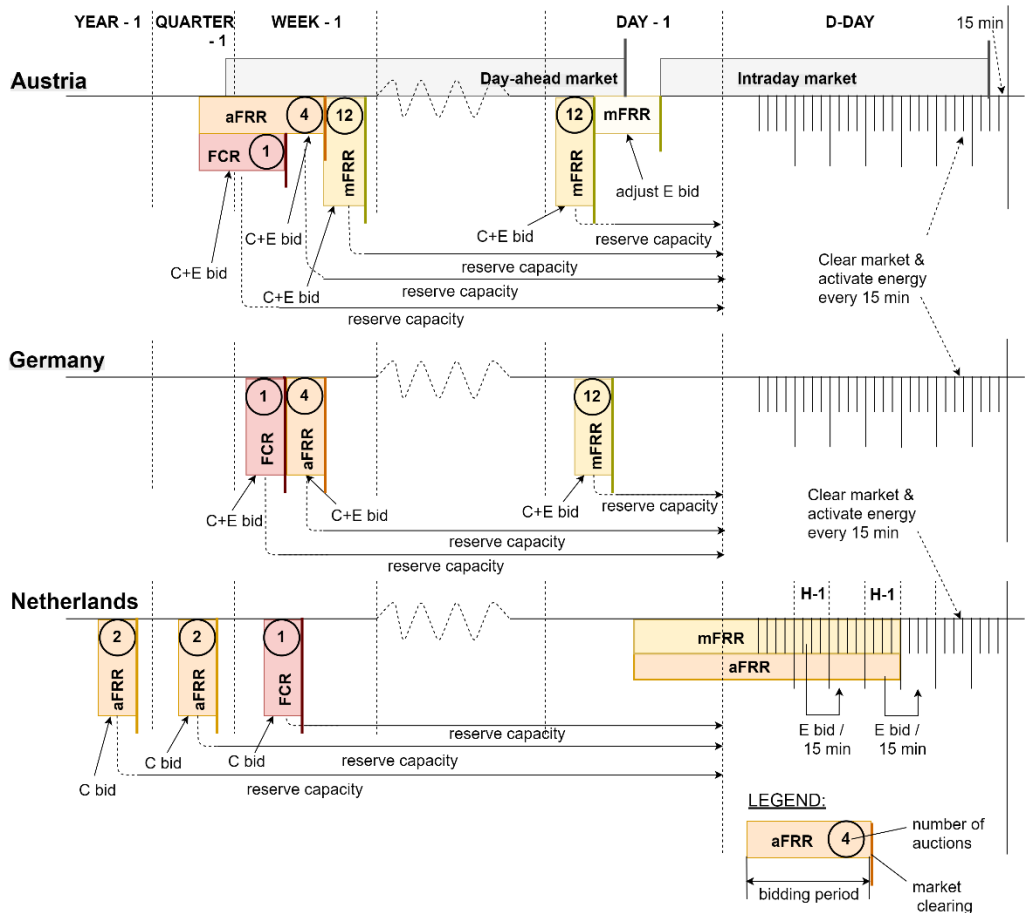 YEAR - 1
QUARTER
- 1
WEEK - 1
DAY - 1
D-DAY
15 min
Austria
Day-ahead market
Intraday market
aFRR
4
12
12
mFRR
FCR
1
mFRR
mFRR
adjust E bid
C+E bid
C+E bid
C+E bid
C+E bid
reserve capacity
reserve capacity
reserve capacity
reserve capacity
Clear market &
activate energy
every 15 min
Germany
1
4
12
FCR
aFRR
mFRR
C+E bid
C+E bid
C+E bid
reserve capacity
reserve capacity
reserve capacity
Clear market &
activate energy
every 15 min
Netherlands
H-1
H-1
2
2
1
mFRR
aFRR
aFRR
aFRR
FCR
E bid /
15 min
E bid /
15 min
C bid
C bid
C bid
reserve capacity
reserve capacity
reserve capacity
LEGEND:
aFRR
4
number of
auctions
bidding period
market
clearing